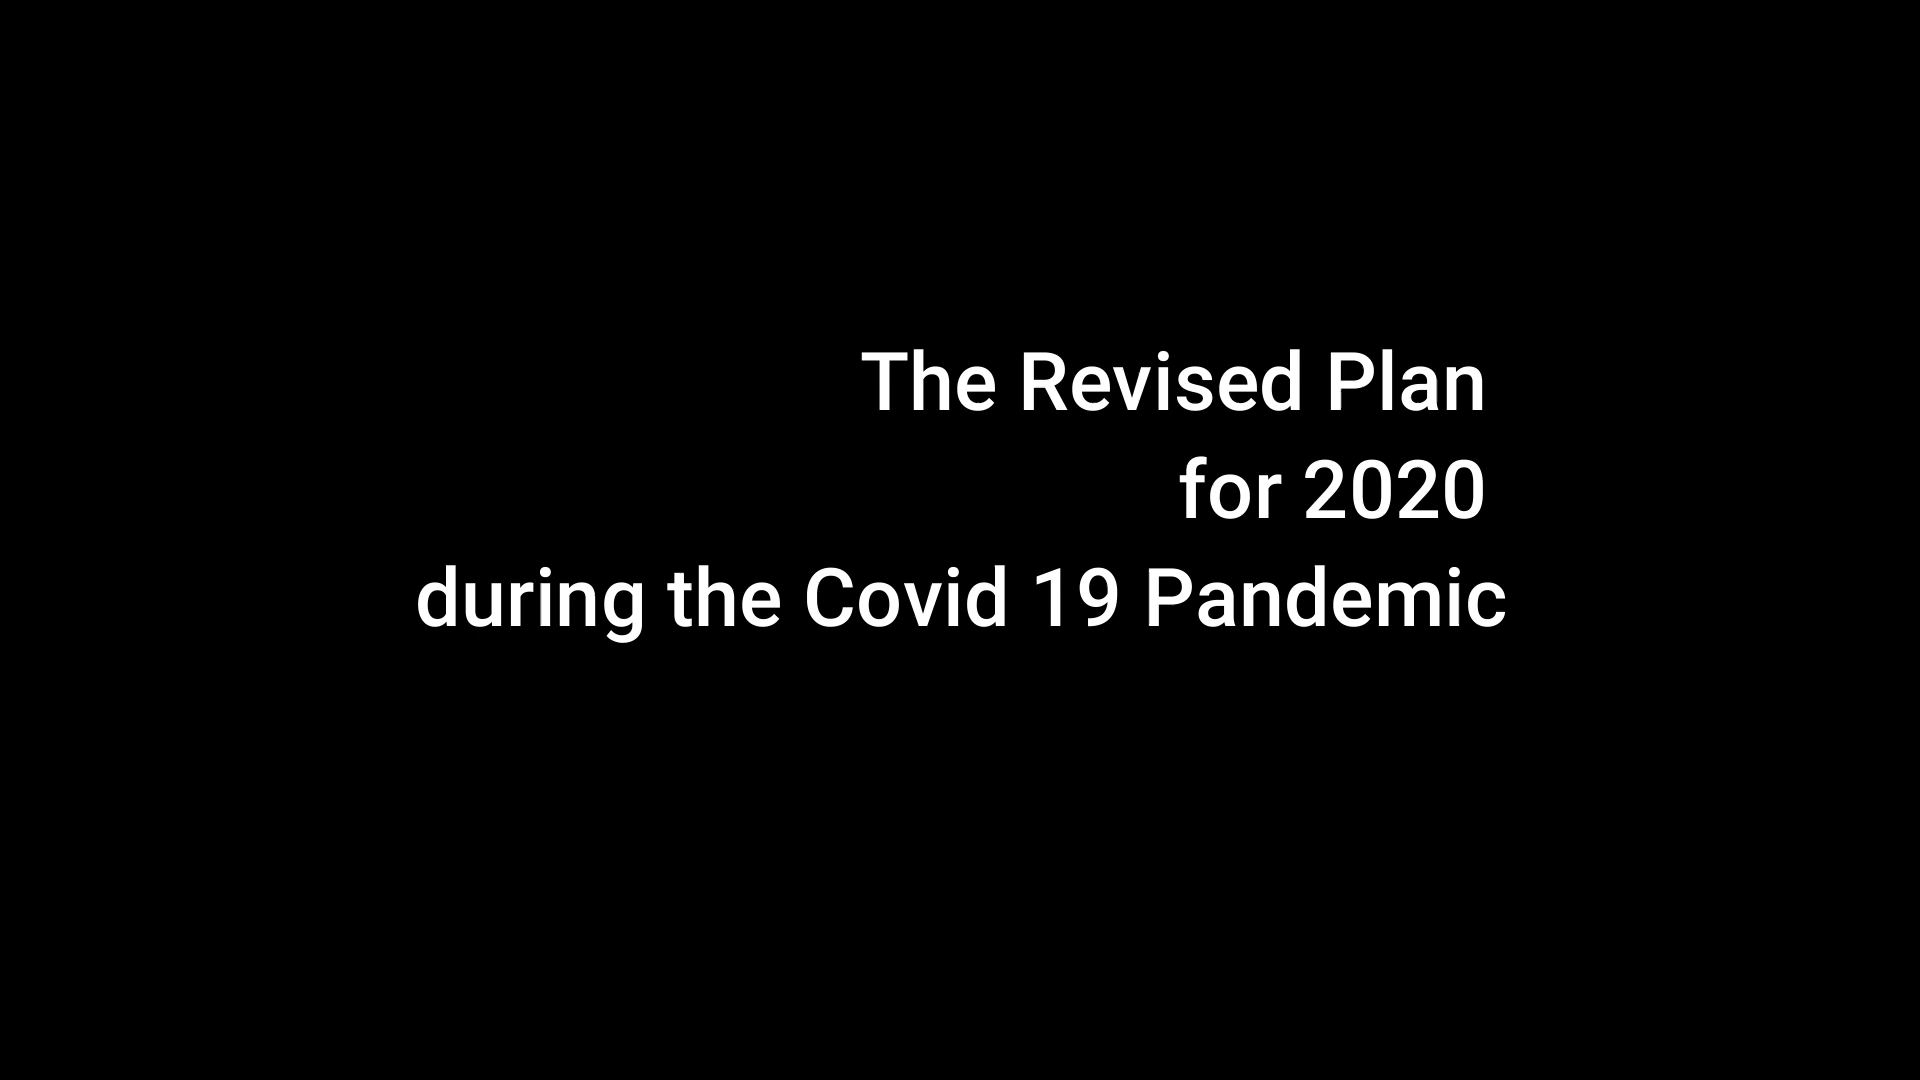 The Revised Plan
for 2020
during the Covid 19 Pandemic